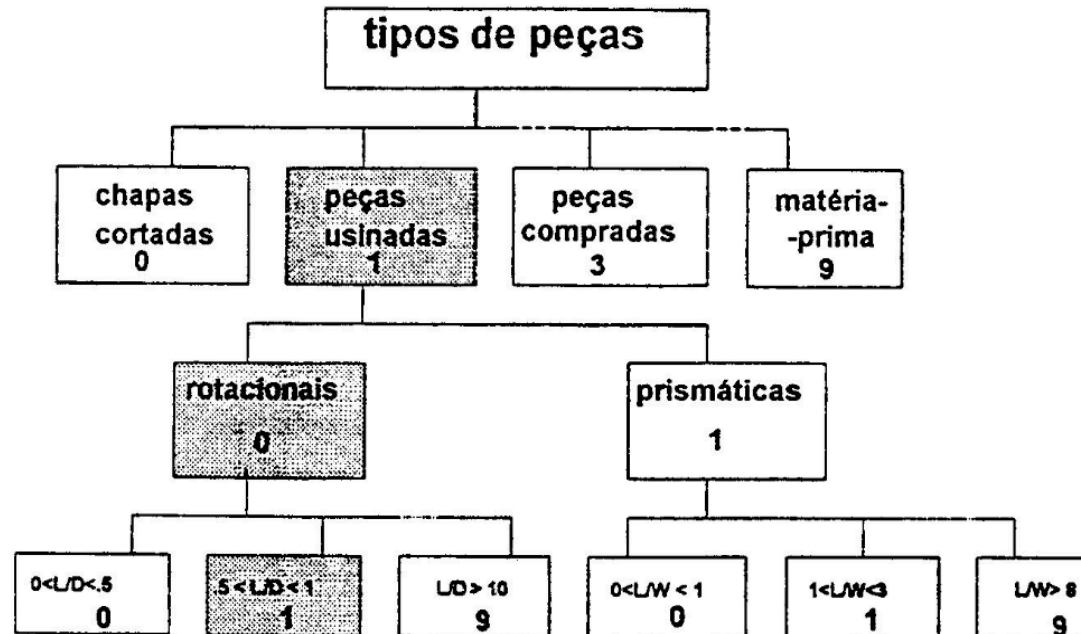 tipos de peças
chapas
cortadas
0
peças
usinadas
1
peças
compradas
3
matéria-
-prima
9
rotacionais
0
prismáticas
1
0<L/D<.5
0
.5<L/D<1
1
L/D>10
9
0<L/W<1
0
1<L/W<3
1
L/W>8
9